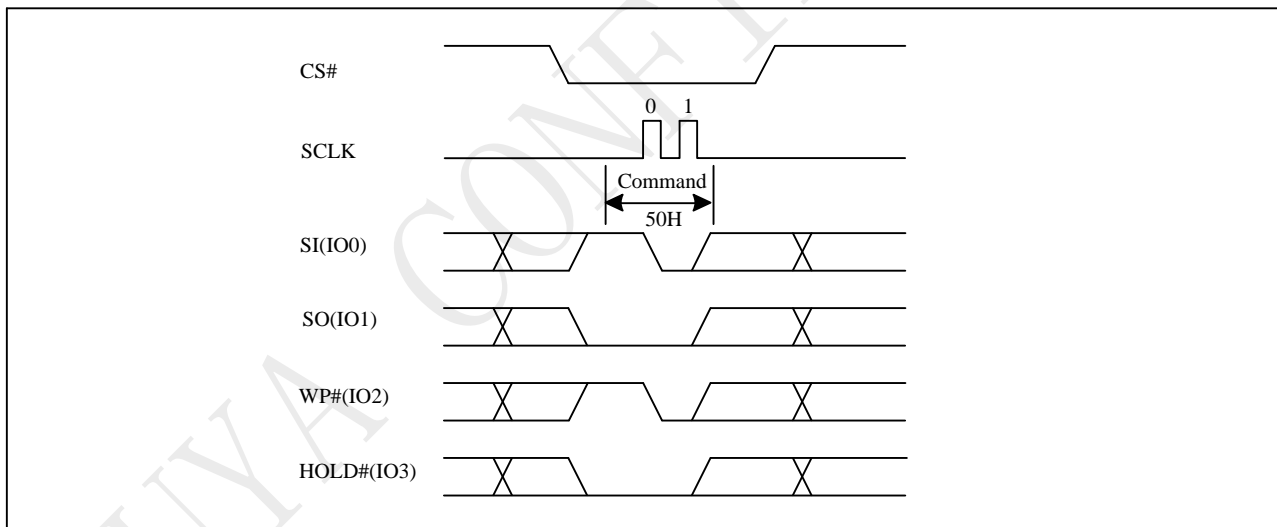 CS#
0 1
SCLK
Command
50H
SI(IO0)
SO(IO1)
WP#(IO2)
HOLD#(IO3)